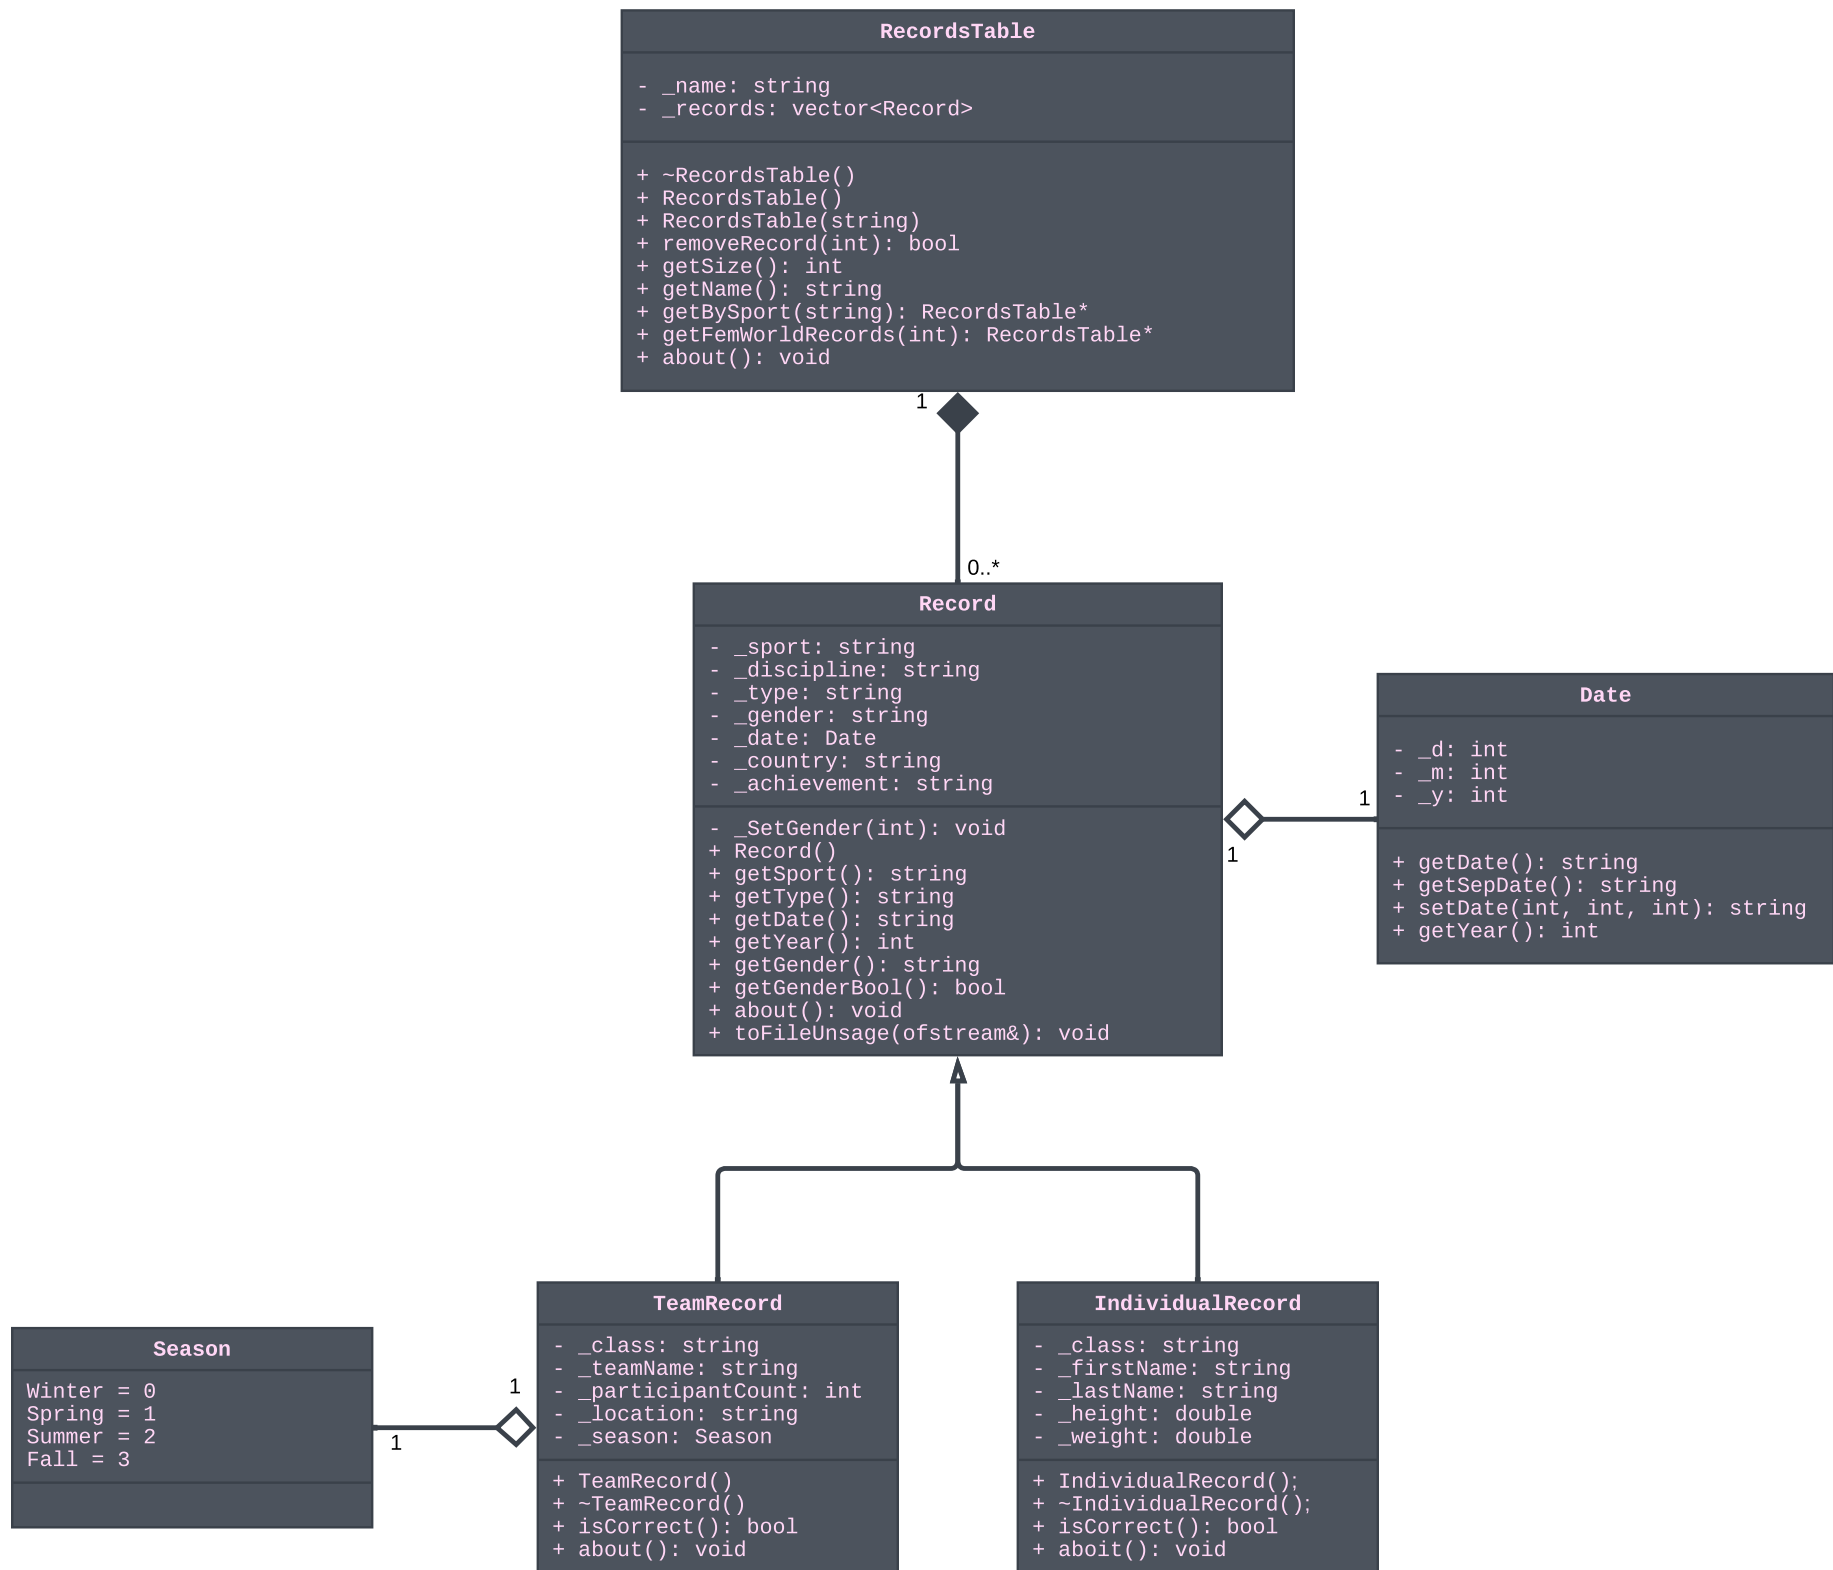 RecordsTable
- _name: string
- _records: vector<Record>
+ ~RecordsTable()
+ RecordsTable()
+ RecordsTable(string)
+ removeRecord(int): bool
+ getSize(): int
+ getName(): string
+ getBySport(string): RecordsTable*
+ getFemWorldRecords(int): RecordsTable*
+ about(): void
1
0..*
Record
- _sport: string
- _discipline: string
- _type: string
- _gender: string
- _date: Date
- _country: string
- _achievement: string
- _SetGender(int): void
+ Record()
+ getSport(): string
+ getType(): string
+ getDate(): string
+ getYear(): int
+ getGender(): string
+ getGenderBool(): bool
+ about(): void
+ toFileUnsage(ofstream&): void
1
1
Date
- _d: int
- _m: int
- _y: int
+ getDate(): string
+ getSepDate(): string
+ setDate(int, int, int): string
+ getYear(): int
Season
Winter = 0
Spring = 1
Summer = 2
Fall = 3
1
1
TeamRecord
- _class: string
- _teamName: string
- _participantCount: int
- _location: string
- _season: Season
+ TeamRecord()
+ ~TeamRecord()
+ isCorrect(): bool
+ about(): void
IndividualRecord
- _class: string
- _firstName: string
- _lastName: string
- _height: double
- _weight: double
+ IndividualRecord();
+ ~IndividualRecord();
+ isCorrect(): bool
+ aboit(): void